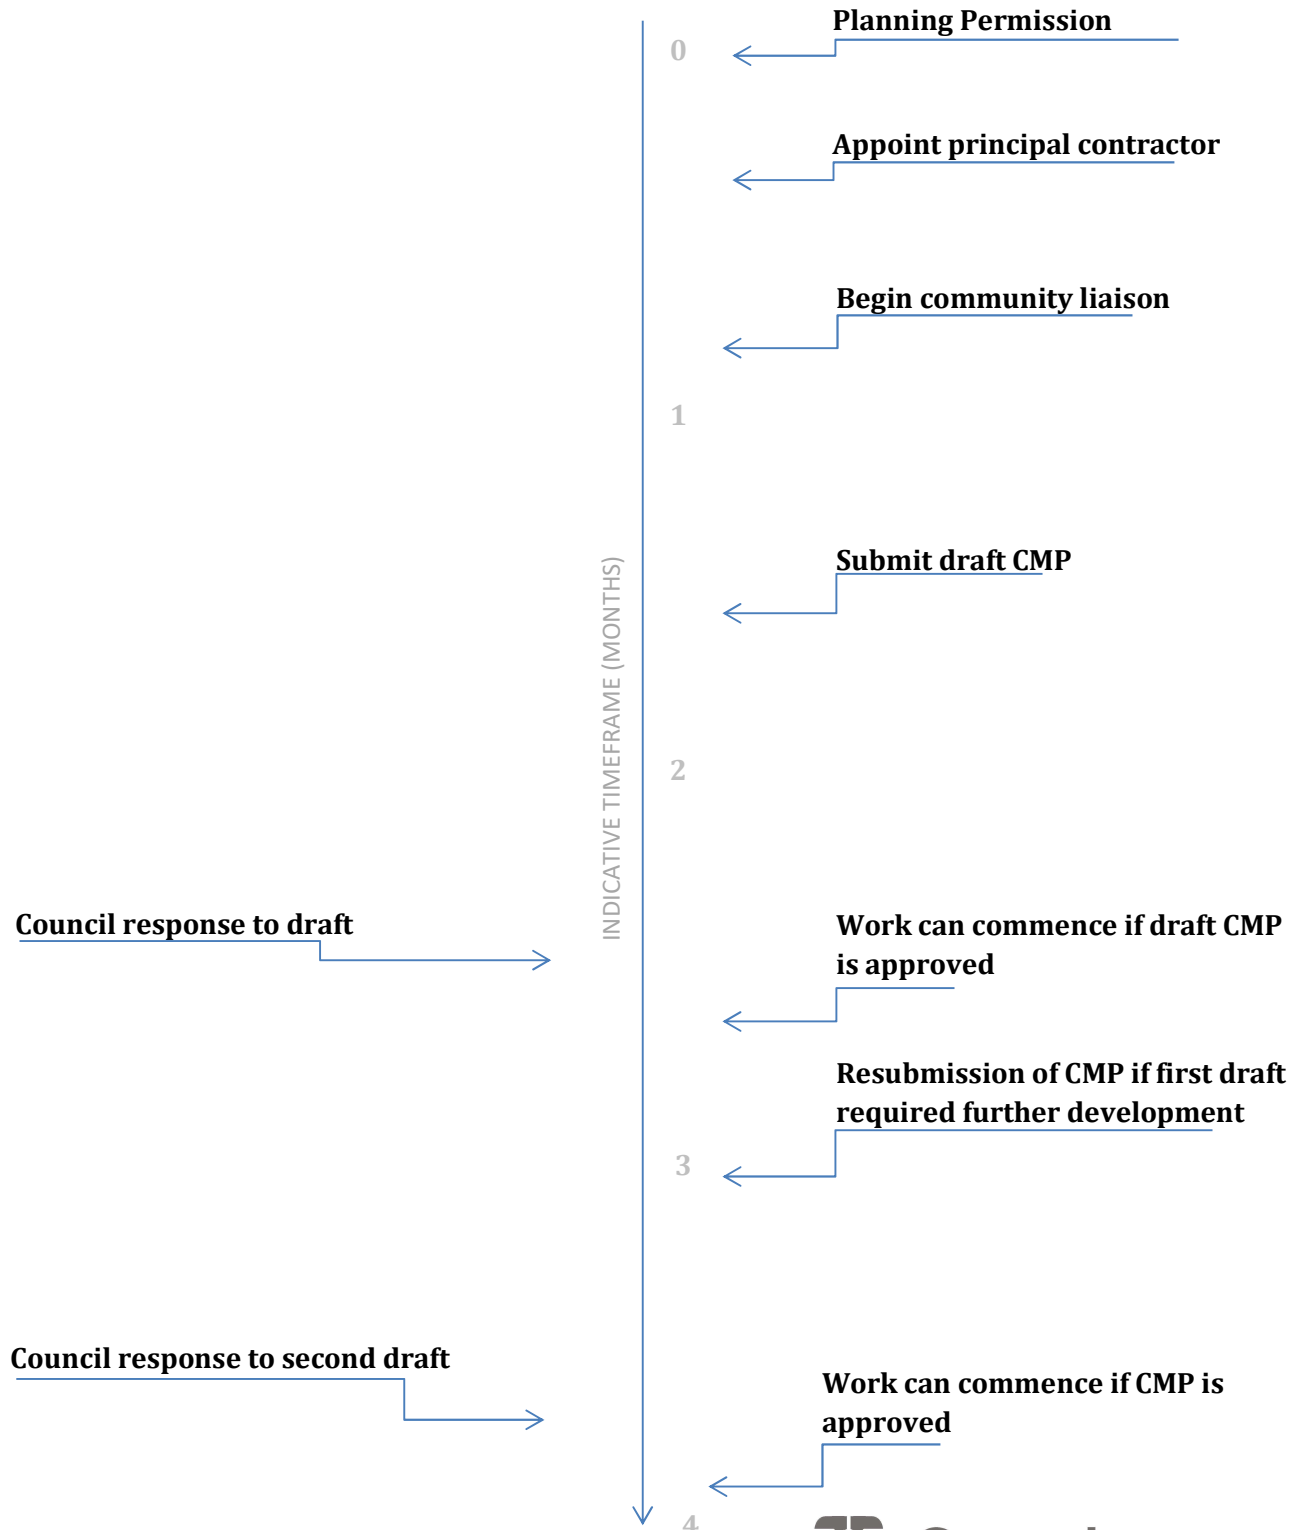 Planning Permission
0
Appoint principal contractor
Begin community liaison
1
Submit draft CMP
INDICATIVE TIMEFRAME (MONTHS)
2
Council response to draft
Work can commence if draft CMP
is approved
Resubmission of CMP if first draft
required further development
3
Council response to second draft
Work can commence if CMP is
approved
4